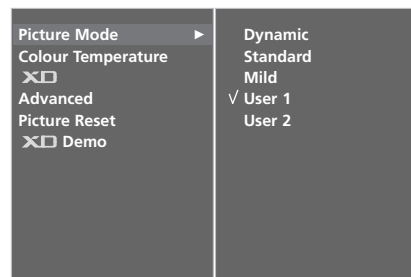 Picture Mode ►
Colour Temperature
XD
Advanced
Picture Reset
XD Demo
Dynamic
Standard
Mild
√ User 1
User 2